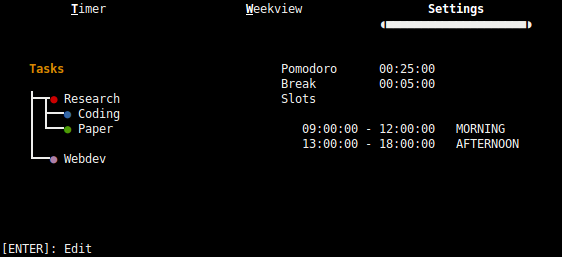 Timer Weekview Settings
Tasks
Research
Coding
Paper
Webdev
Pomodoro 00:25:00
Break 00:05:00
Slots
09:00:00 - 12:00:00 MORNING
13:00:00 - 18:00:00 AFTERNOON
[ENTER]: Edit